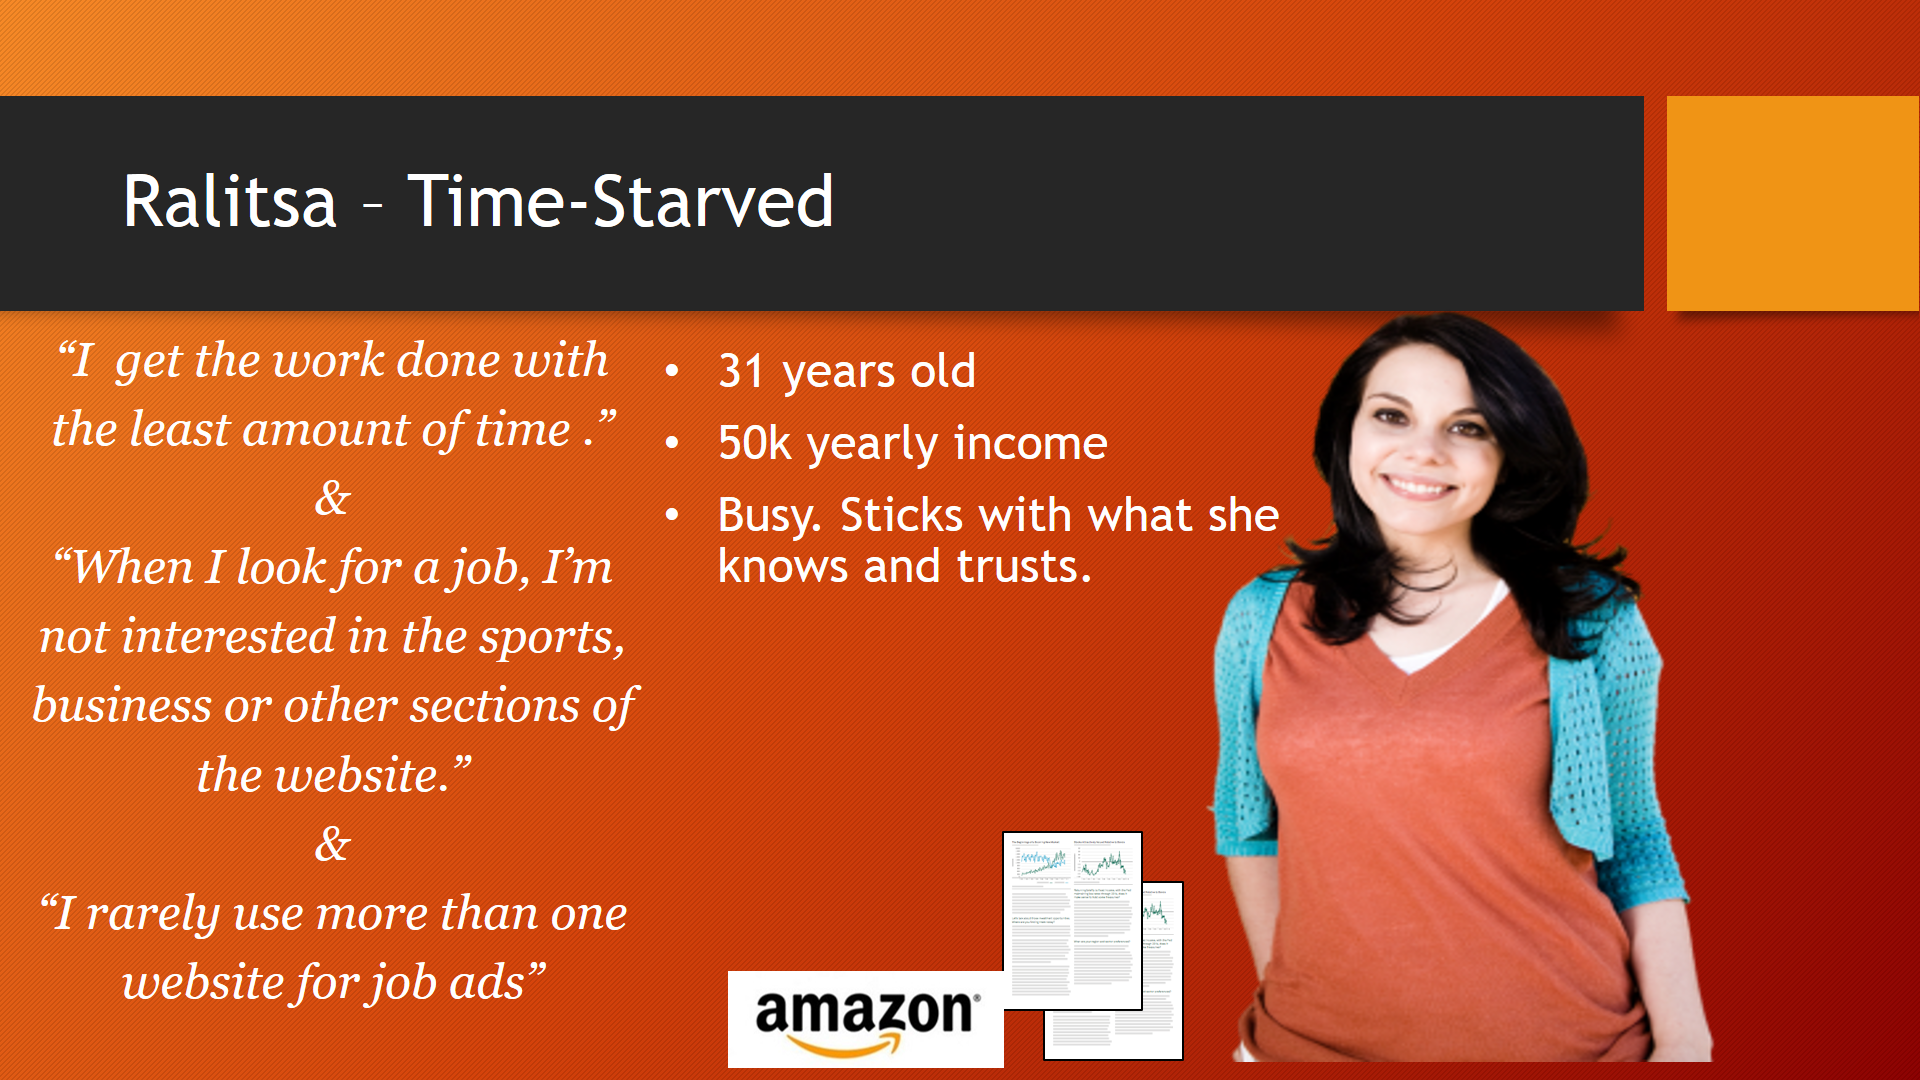 Ralitsa – Time-Starved
“I  get the work done with
the least amount of time .”
&
“When I look for a job, I’m
not interested in the sports,
business or other sections of
the website.”
&
“I rarely use more than one
website for job ads”
• 31 years old
• 50k yearly income
• Busy. Sticks with what she
knows and trusts.
amazon®